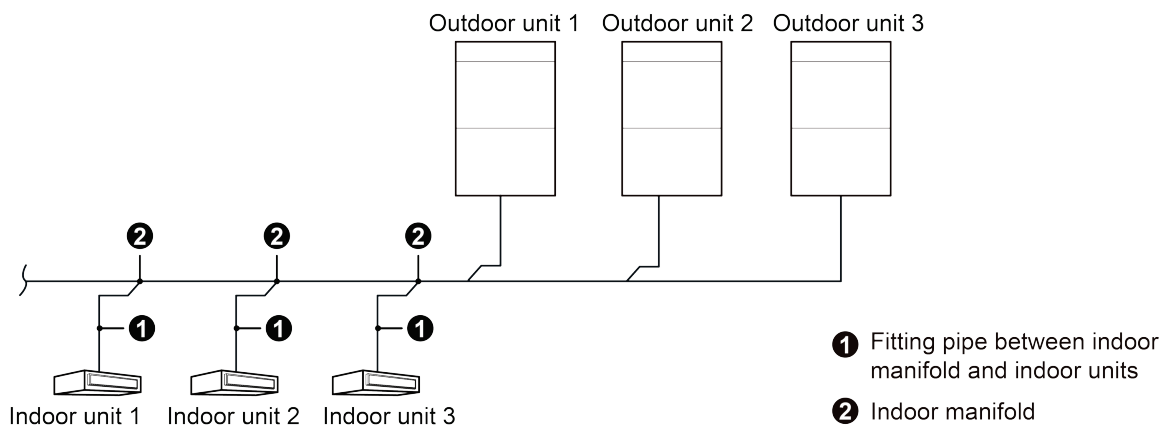 Outdoor unit 1 Outdoor unit 2 Outdoor unit 3
2 2 2
1 1 1
Indoor unit 1 Indoor unit 2 Indoor unit 3
1 Fitting pipe between indoor
manifold and indoor units
2 Indoor manifold